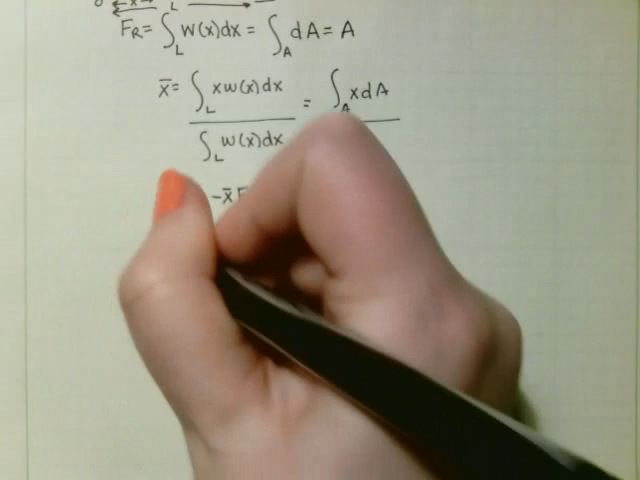 F_R = ∫_L w(x)dx = ∫_A dA = A
x̄ = ∫_L xw(x)dx / ∫_L w(x)dx = ∫_A xdA
-x̄F